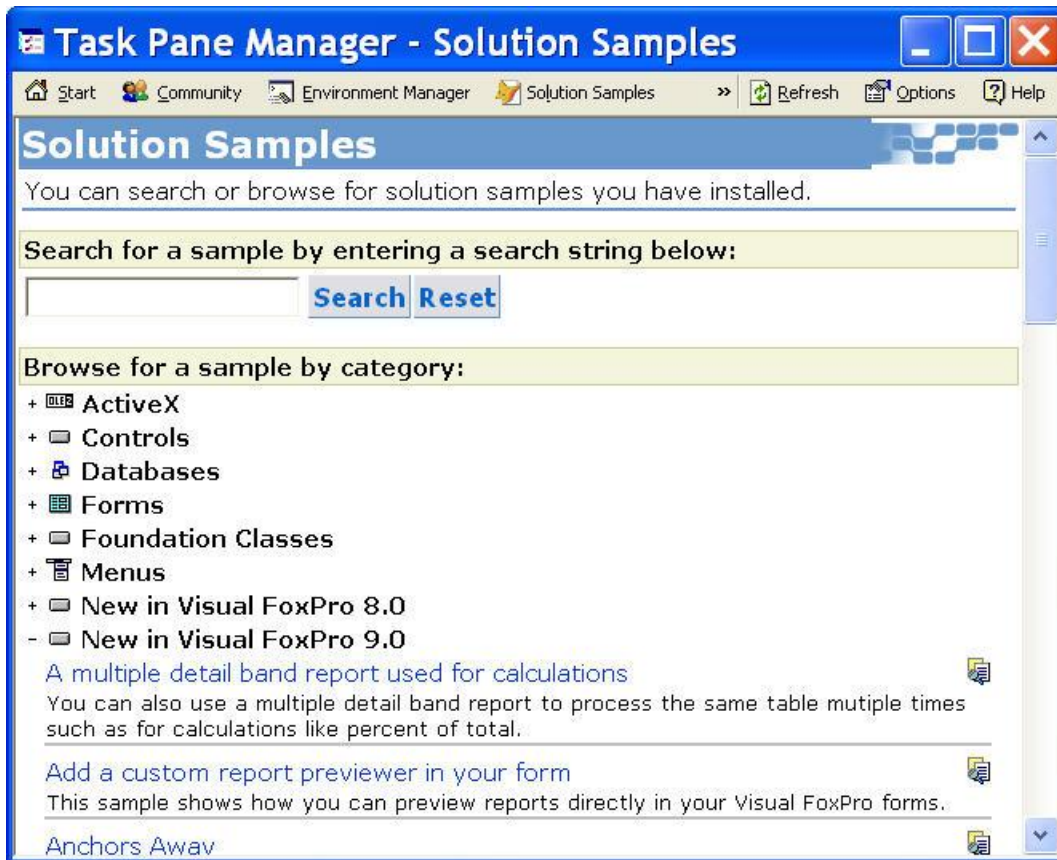 Task Pane Manager - Solution Samples
Start Community Environment Manager Solution Samples » Refresh Options Help
Solution Samples
You can search or browse for solution samples you have installed.
Search for a sample by entering a search string below:
Search Reset
Browse for a sample by category:
+ ActiveX
+ Controls
+ Databases
+ Forms
+ Foundation Classes
+ Menus
+ New in Visual FoxPro 8.0
- New in Visual FoxPro 9.0
A multiple detail band report used for calculations
You can also use a multiple detail band report to process the same table mutiple times
such as for calculations like percent of total.
Add a custom report previewer in your form
This sample shows how you can preview reports directly in your Visual FoxPro forms.
Anchors Away